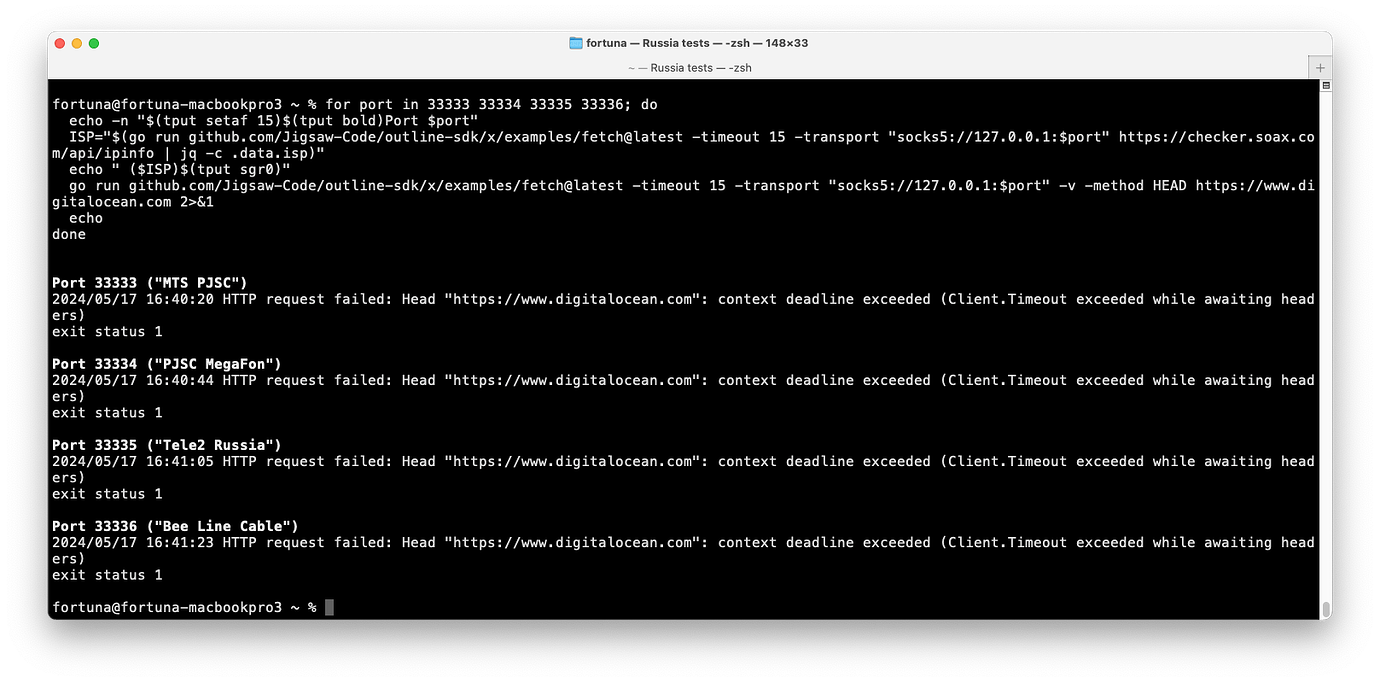 fortuna — Russia tests — -zsh — 148×33
~ — Russia tests — -zsh
+
fortuna@fortuna-macbookpro3 ~ % for port in 33333 33334 33335 33336; do
  echo -n "$(tput setaf 15)$(tput bold)Port $port"
  ISP="$(go run github.com/Jigsaw-Code/outline-sdk/x/examples/fetch@latest -timeout 15 -transport "socks5://127.0.0.1:$port" https://checker.soax.co
m/api/ipinfo | jq -c .data.isp)"
  echo " ($ISP)$(tput sgr0)"
  go run github.com/Jigsaw-Code/outline-sdk/x/examples/fetch@latest -timeout 15 -transport "socks5://127.0.0.1:$port" -v -method HEAD https://www.di
gitalocean.com 2>&1
  echo
done
Port 33333 ("MTS PJSC")
2024/05/17 16:40:20 HTTP request failed: Head "https://www.digitalocean.com": context deadline exceeded (Client.Timeout exceeded while awaiting head
ers)
exit status 1
Port 33334 ("PJSC MegaFon")
2024/05/17 16:40:44 HTTP request failed: Head "https://www.digitalocean.com": context deadline exceeded (Client.Timeout exceeded while awaiting head
ers)
exit status 1
Port 33335 ("Tele2 Russia")
2024/05/17 16:41:05 HTTP request failed: Head "https://www.digitalocean.com": context deadline exceeded (Client.Timeout exceeded while awaiting head
ers)
exit status 1
Port 33336 ("Bee Line Cable")
2024/05/17 16:41:23 HTTP request failed: Head "https://www.digitalocean.com": context deadline exceeded (Client.Timeout exceeded while awaiting head
ers)
exit status 1
fortuna@fortuna-macbookpro3 ~ %